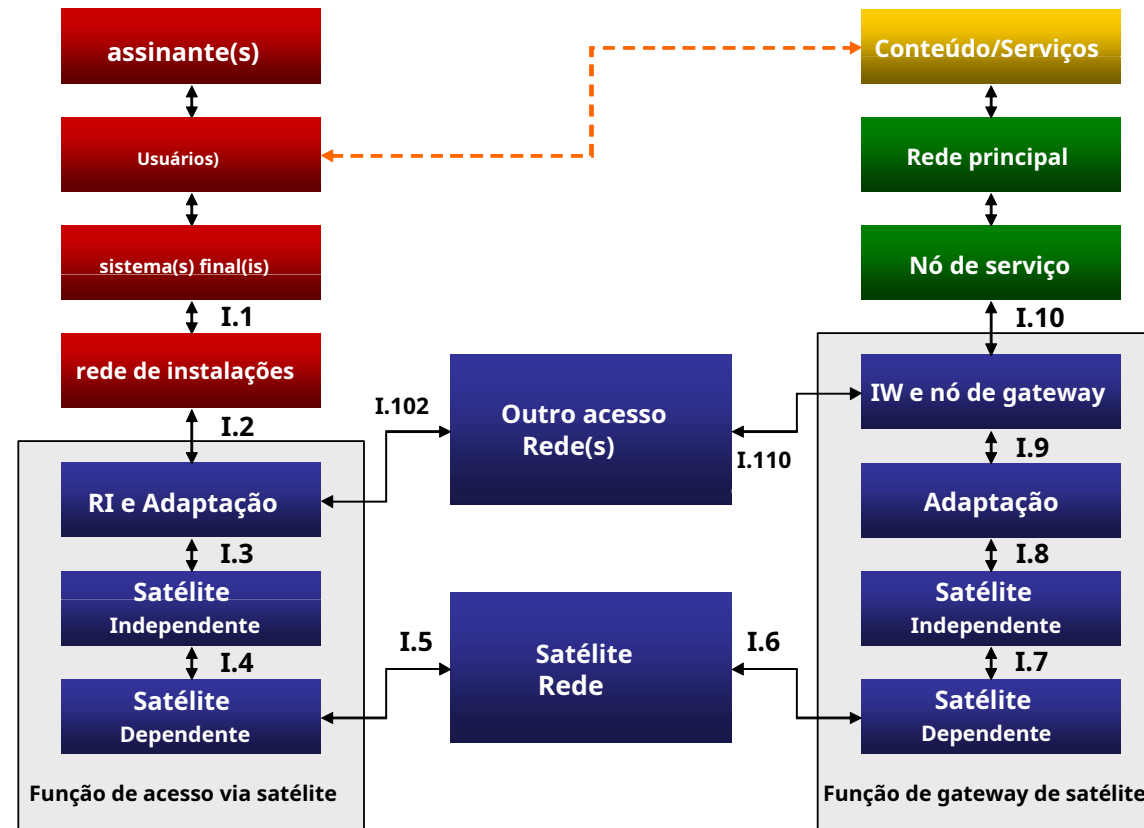 assinante(s)
Usuários)
sistema(s) final(is)
I.1
rede de instalações
I.2
RI e Adaptação
I.3
Satélite
Independente
I.4
Satélite
Dependente
Função de acesso via satélite
I.102
Outro acesso
Rede(s)
I.110
I.5
Satélite
Rede
I.6
Conteúdo/Serviços
Rede principal
Nó de serviço
I.10
IW e nó de gateway
I.9
Adaptação
I.8
Satélite
Independente
I.7
Satélite
Dependente
Função de gateway de satélite